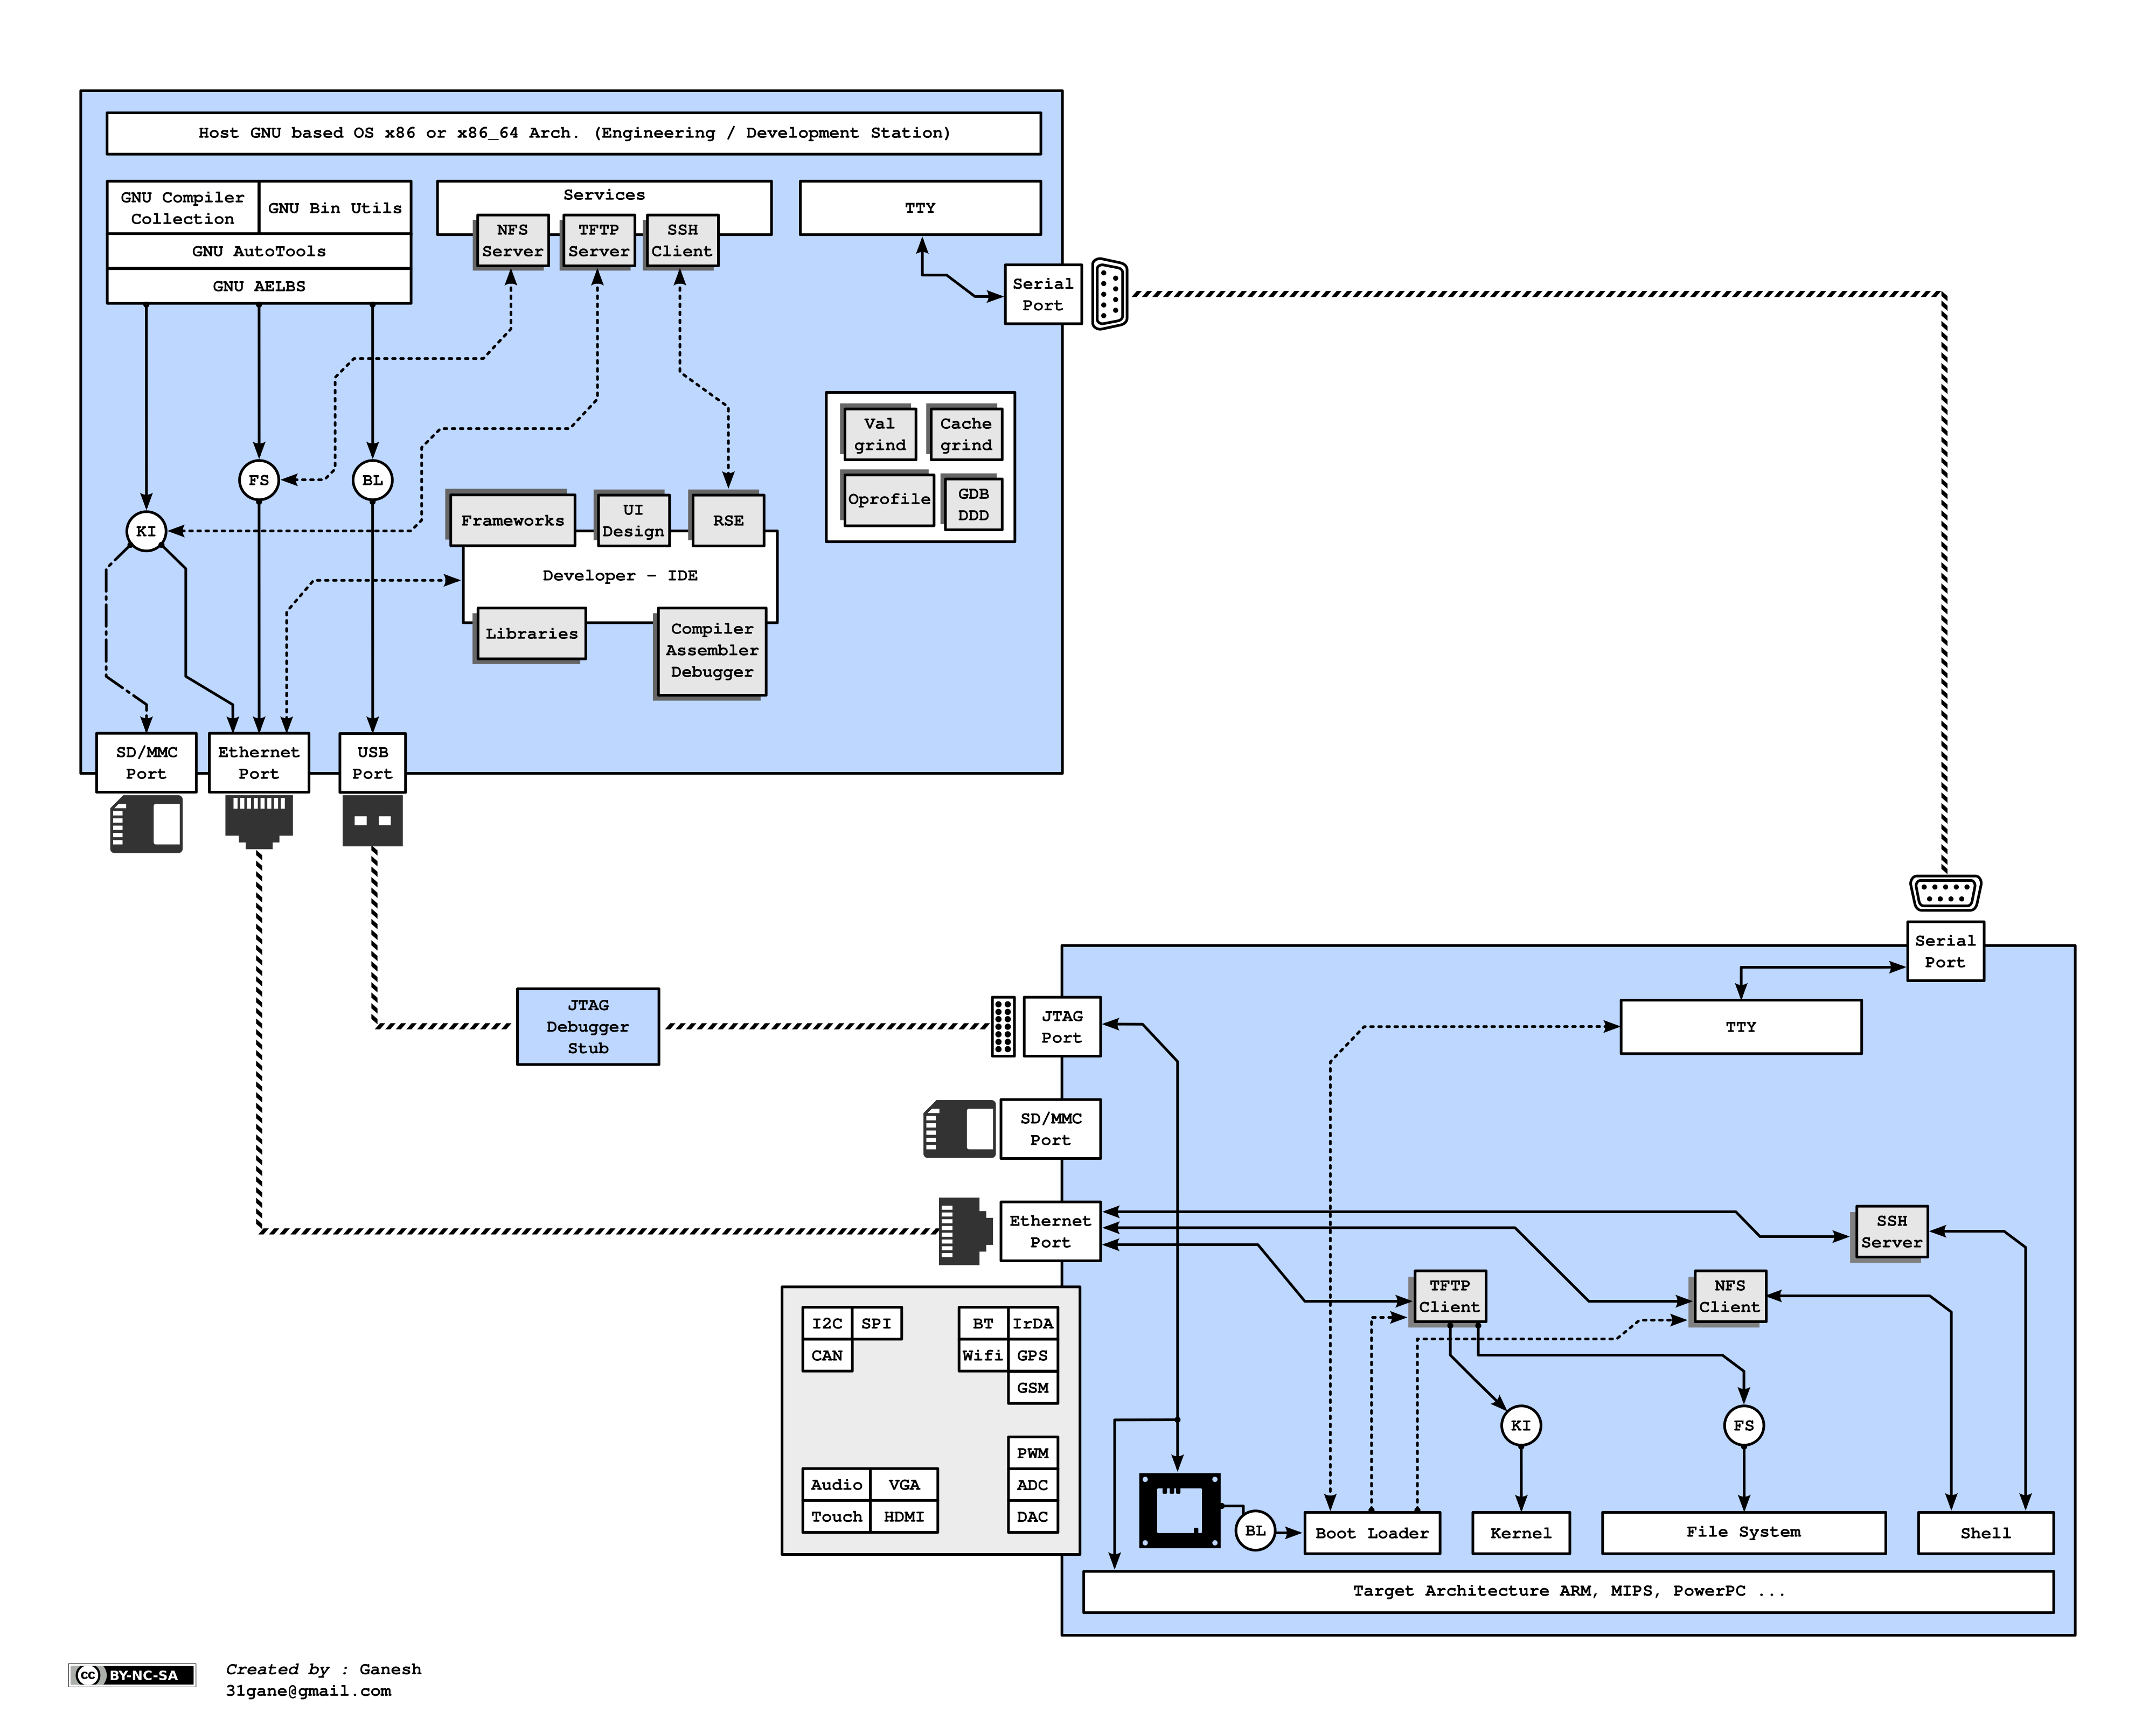 Host GNU based OS x86 or x86_64 Arch. (Engineering / Development Station)
GNU Compiler
Collection
GNU Bin Utils
GNU AutoTools
GNU AELBS
Services
NFS
Server
TFTP
Server
SSH
Client
TTY
Serial
Port
Val
grind
Cache
grind
Oprofile
GDB
DDD
FS
BL
KI
Frameworks
UI
Design
RSE
Developer – IDE
Libraries
Compiler
Assembler
Debugger
SD/MMC
Port
Ethernet
Port
USB
Port
JTAG
Debugger
Stub
Serial
Port
JTAG
Port
TTY
SD/MMC
Port
Ethernet
Port
SSH
Server
TFTP
Client
NFS
Client
I2C
SPI
CAN
BT
IrDA
Wifi
GPS
GSM
PWM
ADC
DAC
Audio
VGA
Touch
HDMI
KI
FS
BL
Boot Loader
Kernel
File System
Shell
Target Architecture ARM, MIPS, PowerPC ...
cc BY-NC-SA
Created by : Ganesh
31gane@gmail.com